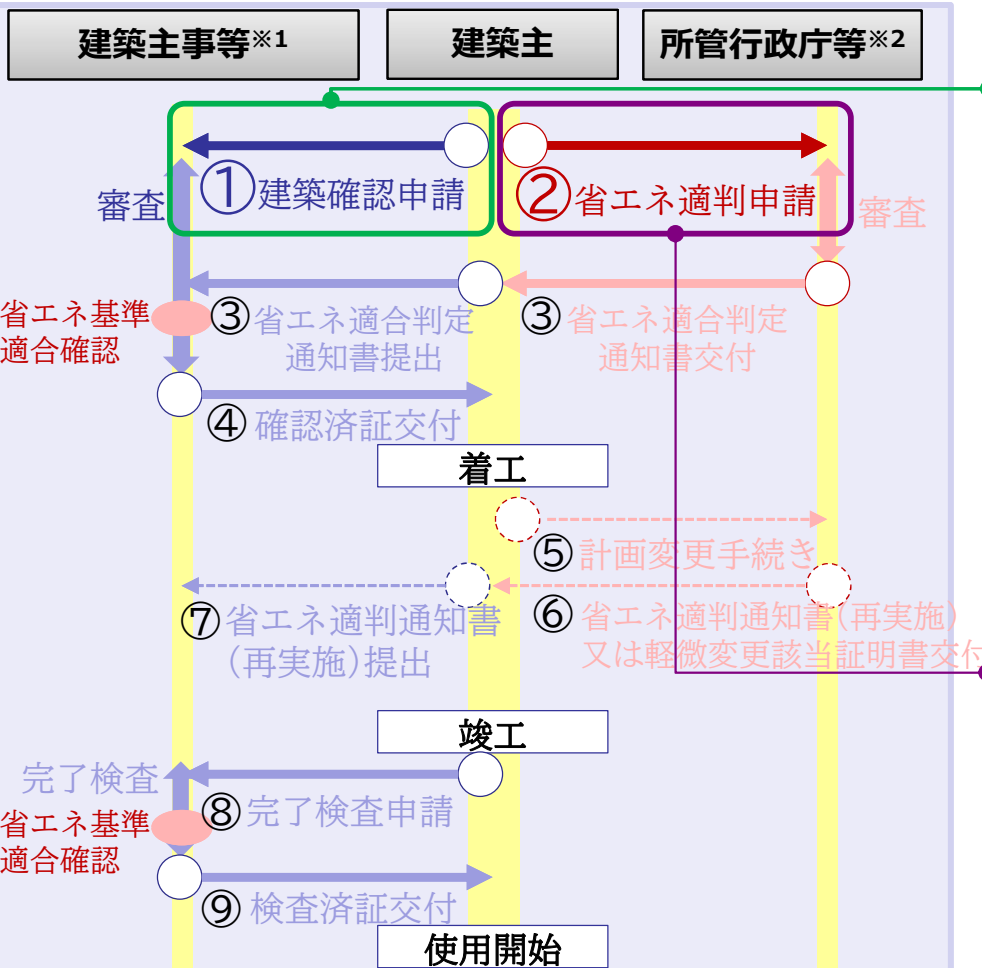 建築主事等※1
建築主
所管行政庁等※2
①建築確認申請
②省エネ適判申請
審査
審査
省エネ基準
適合確認
③省エネ適合判定
通知書提出
③省エネ適合判定
通知書交付
④確認済証交付
着工
⑤計画変更手続き
⑦省エネ適判通知書
(再実施)提出
⑥省エネ適判通知書(再実施)
又は軽微変更該当証明書交付
竣工
完了検査
⑧完了検査申請
省エネ基準
適合確認
⑨検査済証交付
使用開始